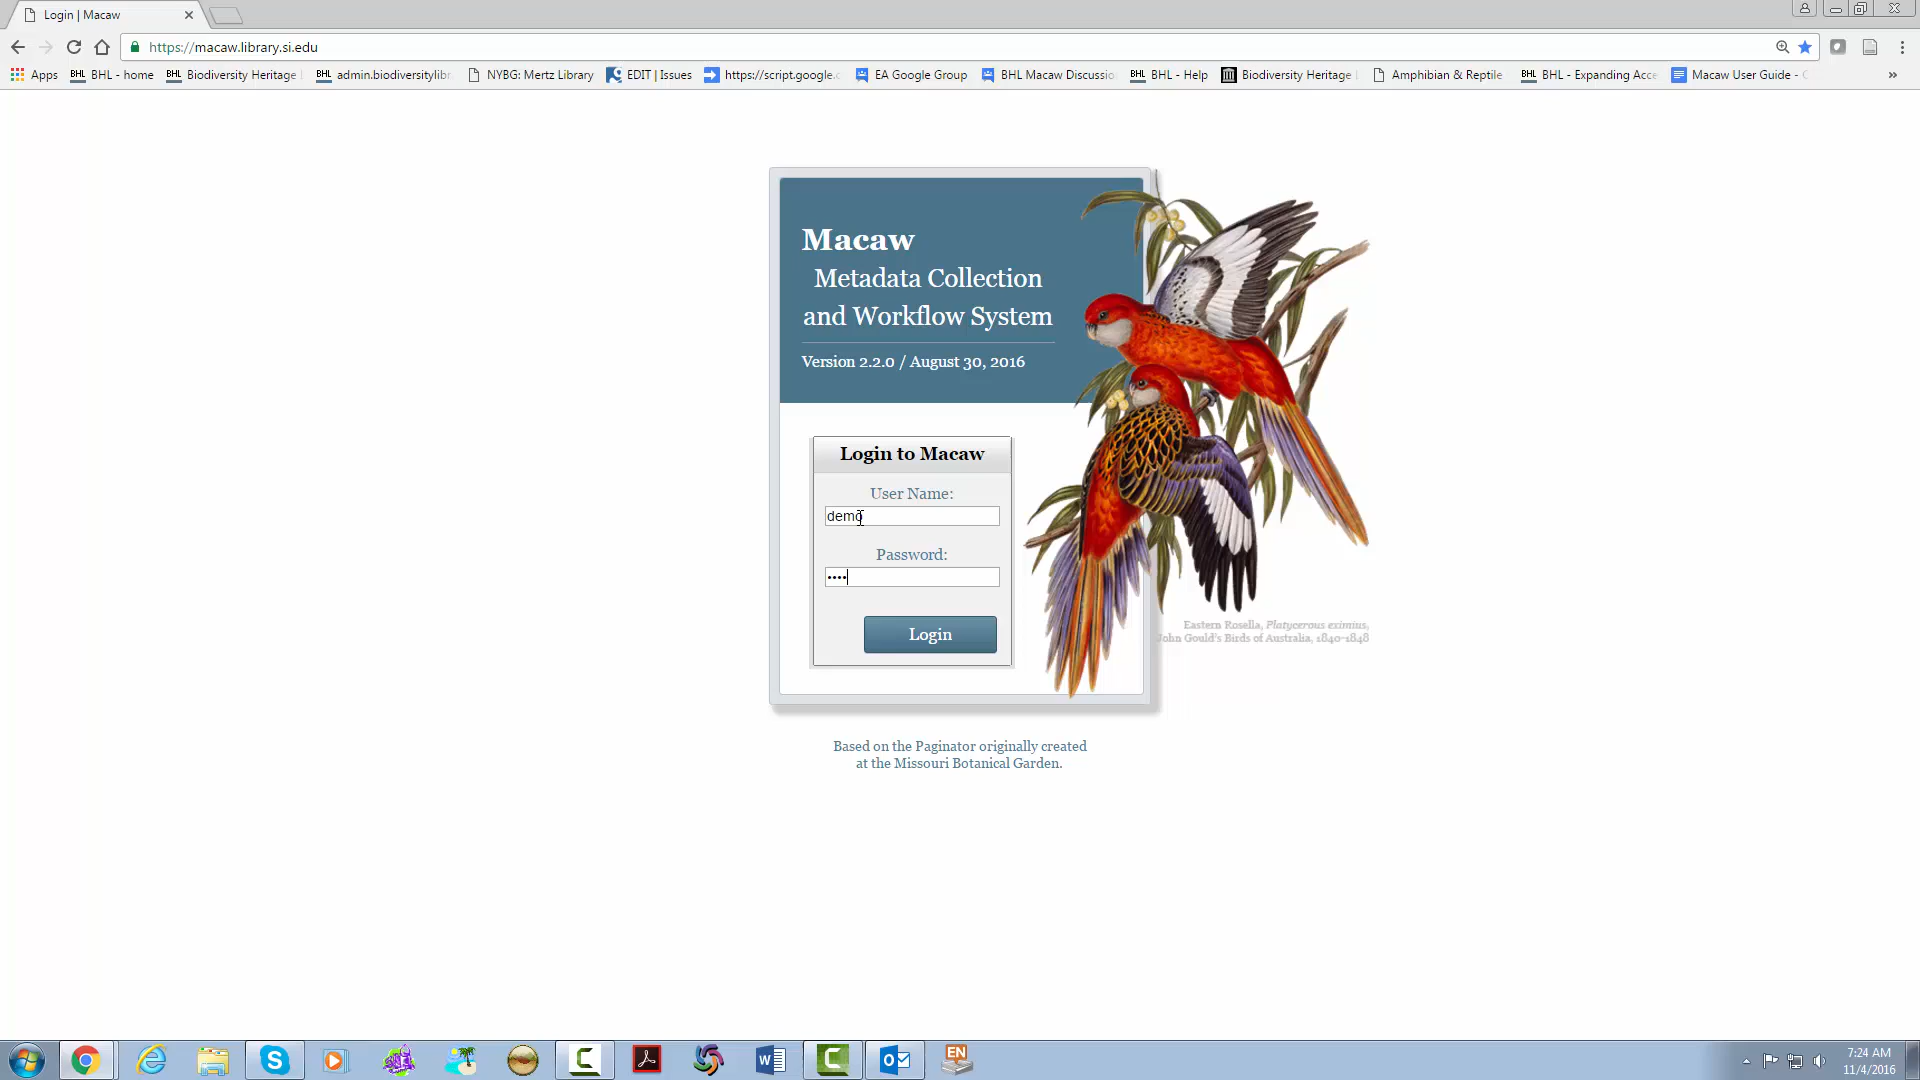 Login | Macaw
https://macaw.library.si.edu
Apps BHL - home Biodiversity Heritage admin.biodiversitylibr NYBG: Mertz Library EDIT | Issues https://script.google.c EA Google Group BHL Macaw Discussio BHL - Help Biodiversity Heritage Amphibian & Reptile BHL - Expanding Acce Macaw User Guide - »
Macaw
Metadata Collection
and Workflow System
Version 2.2.0 / August 30, 2016
Login to Macaw
User Name:
demo
Password:
••••
Login
Eastern Rosella, Platycerous eximius,
John Gould's Birds of Australia, 1840-1848
Based on the Paginator originally created
at the Missouri Botanical Garden.
EN
7:24 AM
11/4/2016